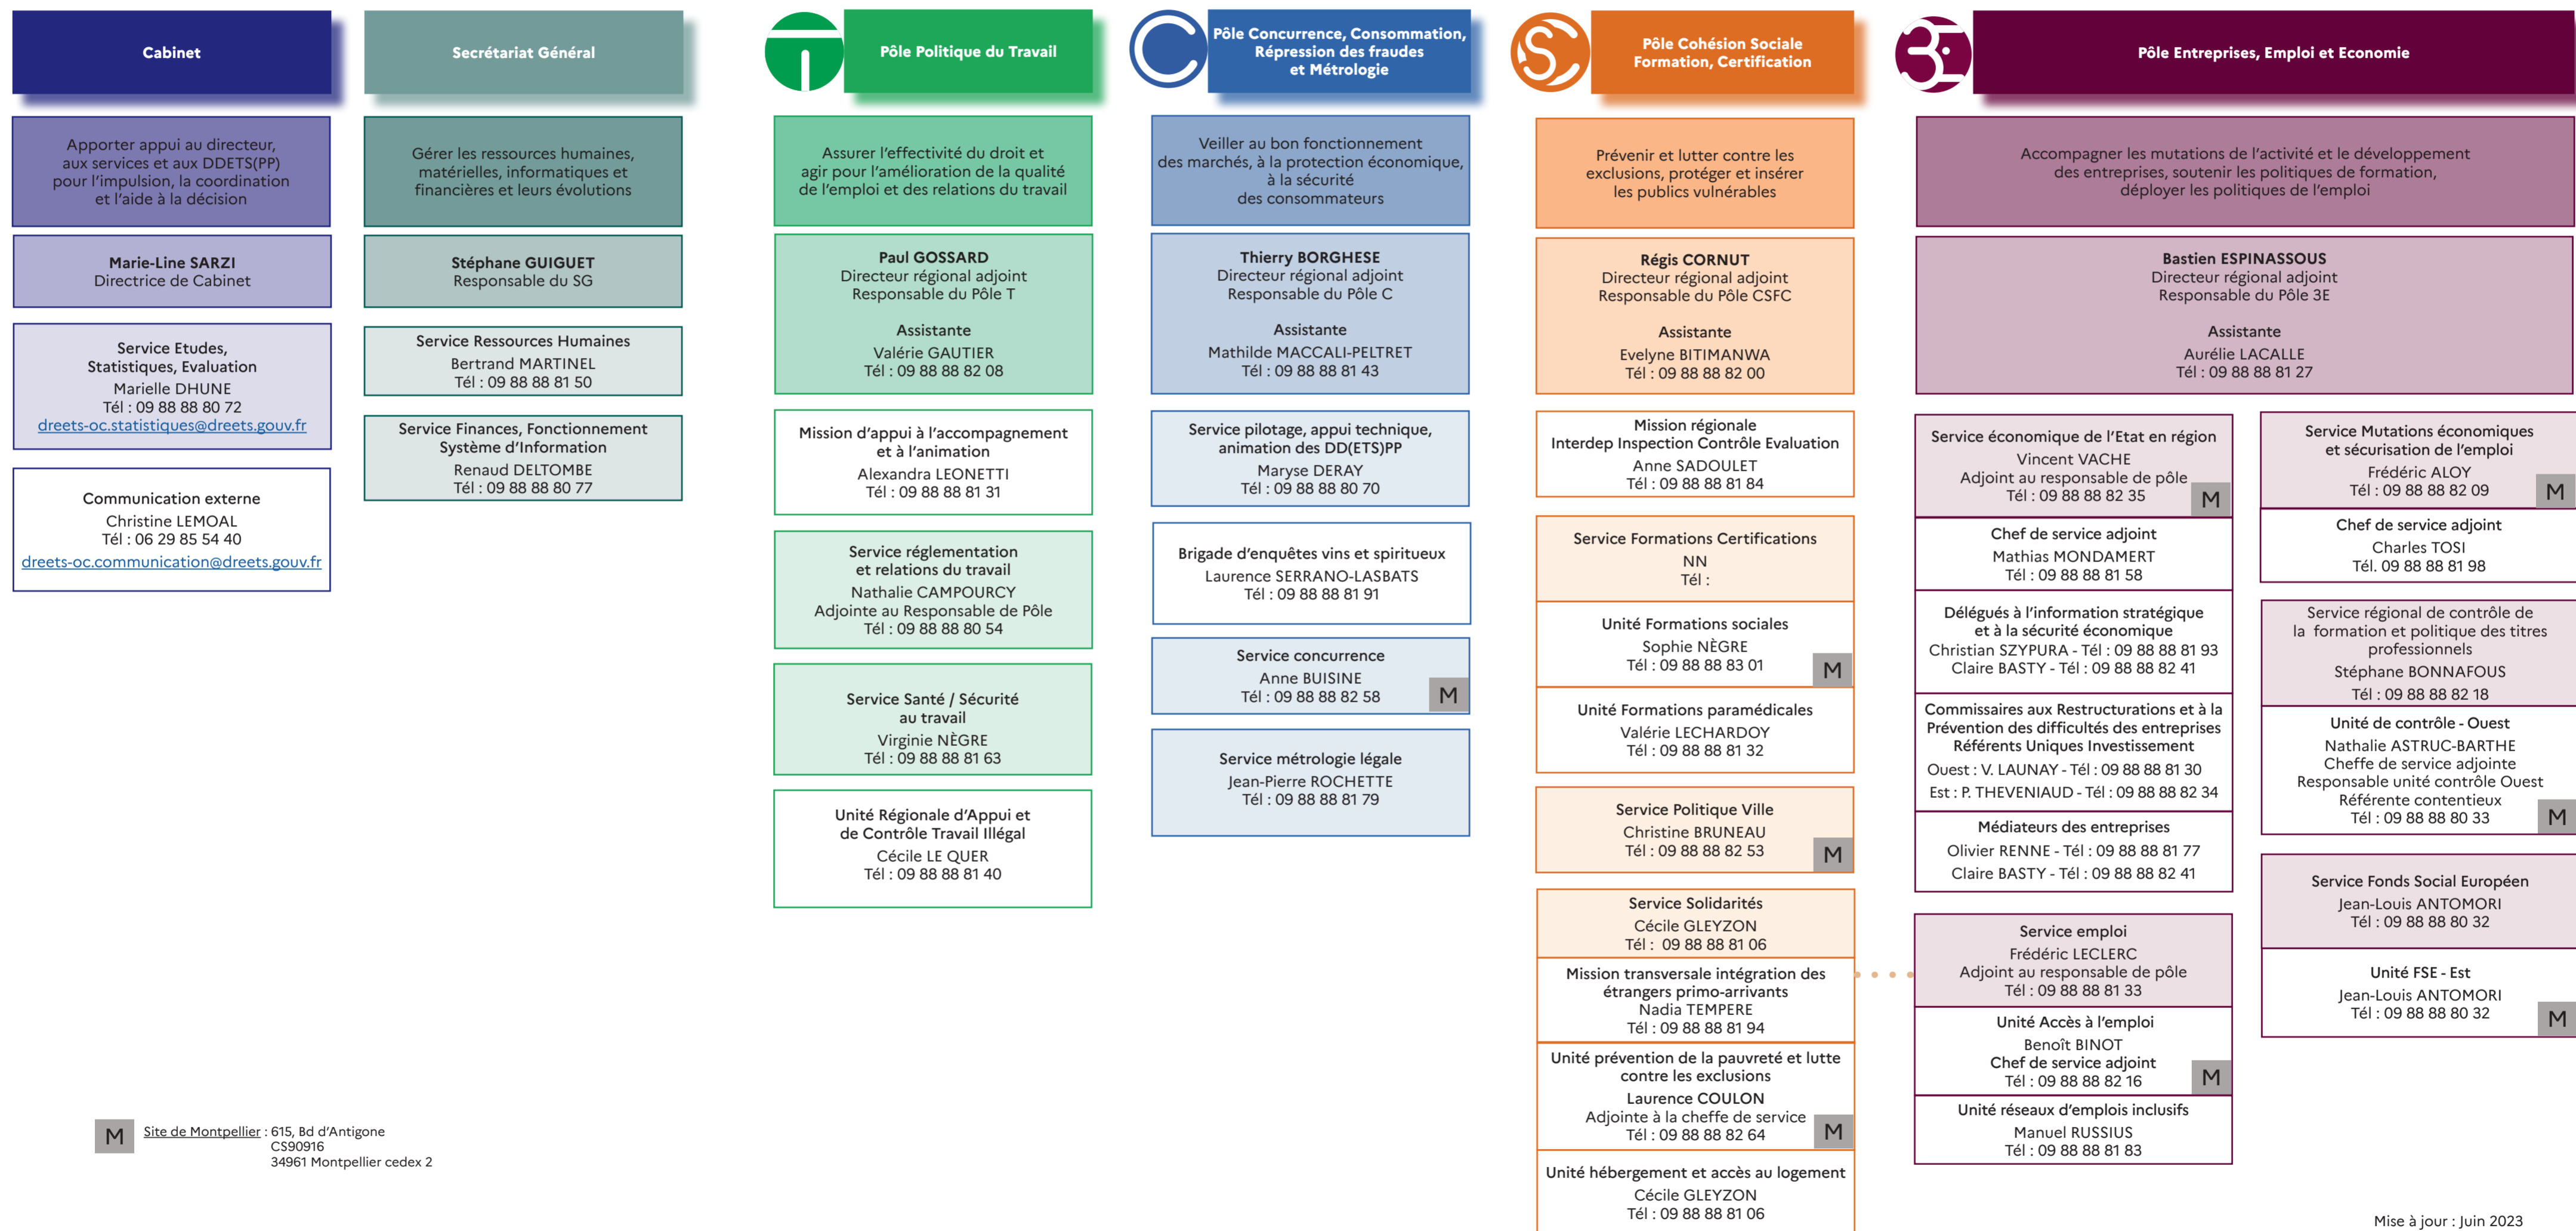 Cabinet
Apporter appui au directeur,
aux services et aux DDETS(PP)
pour l'impulsion, la coordination
et l'aide à la décision
Marie-Line SARZI
Directrice de Cabinet
Service Etudes,
Statistiques, Evaluation
Marielle DHUNE
Tél : 09 88 88 80 72
dreets-oc.statistiques@dreets.gouv.fr
Communication externe
Christine LEMOAL
Tél : 06 29 85 54 40
dreets-oc.communication@dreets.gouv.fr
Secrétariat Général
Gérer les ressources humaines,
matérielles, informatiques et
financières et leurs évolutions
Stéphane GUIGUET
Responsable du SG
Service Ressources Humaines
Bertrand MARTINEL
Tél : 09 88 88 81 50
Service Finances, Fonctionnement
Système d'Information
Renaud DELTOMBE
Tél : 09 88 88 80 77
T
Pôle Politique du Travail
Assurer l'effectivité du droit et
agir pour l'amélioration de la qualité
de l'emploi et des relations du travail
Paul GOSSARD
Directeur régional adjoint
Responsable du Pôle T
Assistante
Valérie GAUTIER
Tél : 09 88 88 82 08
Mission d'appui à l'accompagnement
et à l'animation
Alexandra LEONETTI
Tél : 09 88 88 81 31
Service réglementation
et relations du travail
Nathalie CAMPOURCY
Adjointe au Responsable de Pôle
Tél : 09 88 88 80 54
Service Santé / Sécurité
au travail
Virginie NÈGRE
Tél : 09 88 88 81 63
Unité Régionale d'Appui et
de Contrôle Travail Illégal
Cécile LE QUER
Tél : 09 88 88 81 40
C
Pôle Concurrence, Consommation,
Répression des fraudes
et Métrologie
Veiller au bon fonctionnement
des marchés, à la protection économique,
à la sécurité
des consommateurs
Thierry BORGHESE
Directeur régional adjoint
Responsable du Pôle C
Assistante
Mathilde MACCALI-PELTRET
Tél : 09 88 88 81 43
Service pilotage, appui technique,
animation des DD(ETS)PP
Maryse DERAY
Tél : 09 88 88 80 70
Brigade d'enquêtes vins et spiritueux
Laurence SERRANO-LASBATS
Tél : 09 88 88 81 91
Service concurrence
Anne BUISINE
Tél : 09 88 88 82 58
M
Service métrologie légale
Jean-Pierre ROCHETTE
Tél : 09 88 88 81 79
SC
Pôle Cohésion Sociale
Formation, Certification
Prévenir et lutter contre les
exclusions, protéger et insérer
les publics vulnérables
Régis CORNUT
Directeur régional adjoint
Responsable du Pôle CSFC
Assistante
Evelyne BITIMANWA
Tél : 09 88 88 82 00
Mission régionale
Interdep Inspection Contrôle Evaluation
Anne SADOULET
Tél : 09 88 88 81 84
Service Formations Certifications
NN
Tél :
Unité Formations sociales
Sophie NÈGRE
Tél : 09 88 88 83 01
M
Unité Formations paramédicales
Valérie LECHARDOY
Tél : 09 88 88 81 32
Service Politique Ville
Christine BRUNEAU
Tél : 09 88 88 82 53
M
Service Solidarités
Cécile GLEYZON
Tél : 09 88 88 81 06
Mission transversale intégration des
étrangers primo-arrivants
Nadia TEMPERE
Tél : 09 88 88 81 94
Unité prévention de la pauvreté et lutte
contre les exclusions
Laurence COULON
Adjointe à la cheffe de service
Tél : 09 88 88 82 64
M
Unité hébergement et accès au logement
Cécile GLEYZON
Tél : 09 88 88 81 06
3E
Pôle Entreprises, Emploi et Economie
Accompagner les mutations de l'activité et le développement
des entreprises, soutenir les politiques de formation,
déployer les politiques de l'emploi
Bastien ESPINASSOUS
Directeur régional adjoint
Responsable du Pôle 3E
Assistante
Aurélie LACALLE
Tél : 09 88 88 81 27
Service économique de l'Etat en région
Vincent VACHE
Adjoint au responsable de pôle
Tél : 09 88 88 82 35
M
Chef de service adjoint
Mathias MONDAMERT
Tél : 09 88 88 81 58
Délégués à l'information stratégique
et à la sécurité économique
Christian SZYPURA - Tél : 09 88 88 81 93
Claire BASTY - Tél : 09 88 88 82 41
Commissaires aux Restructurations et à la
Prévention des difficultés des entreprises
Référents Uniques Investissement
Ouest : V. LAUNAY - Tél : 09 88 88 81 30
Est : P. THEVENIAUD - Tél : 09 88 88 82 34
Médiateurs des entreprises
Olivier RENNE - Tél : 09 88 88 81 77
Claire BASTY - Tél : 09 88 88 82 41
Service emploi
Frédéric LECLERC
Adjoint au responsable de pôle
Tél : 09 88 88 81 33
Unité Accès à l'emploi
Benoît BINOT
Chef de service adjoint
Tél : 09 88 88 82 16
M
Unité réseaux d'emplois inclusifs
Manuel RUSSIUS
Tél : 09 88 88 81 83
Service Mutations économiques
et sécurisation de l'emploi
Frédéric ALOY
Tél : 09 88 88 82 09
M
Chef de service adjoint
Charles TOSI
Tél. 09 88 88 81 98
Service régional de contrôle de
la formation et politique des titres
professionnels
Stéphane BONNAFOUS
Tél : 09 88 88 82 18
Unité de contrôle - Ouest
Nathalie ASTRUC-BARTHE
Cheffe de service adjointe
Responsable unité contrôle Ouest
Référente contentieux
Tél : 09 88 88 80 33
M
Service Fonds Social Européen
Jean-Louis ANTOMORI
Tél : 09 88 88 80 32
Unité FSE - Est
Jean-Louis ANTOMORI
Tél : 09 88 88 80 32
M
M Site de Montpellier : 615, Bd d'Antigone
CS90916
34961 Montpellier cedex 2
Mise à jour : Juin 2023